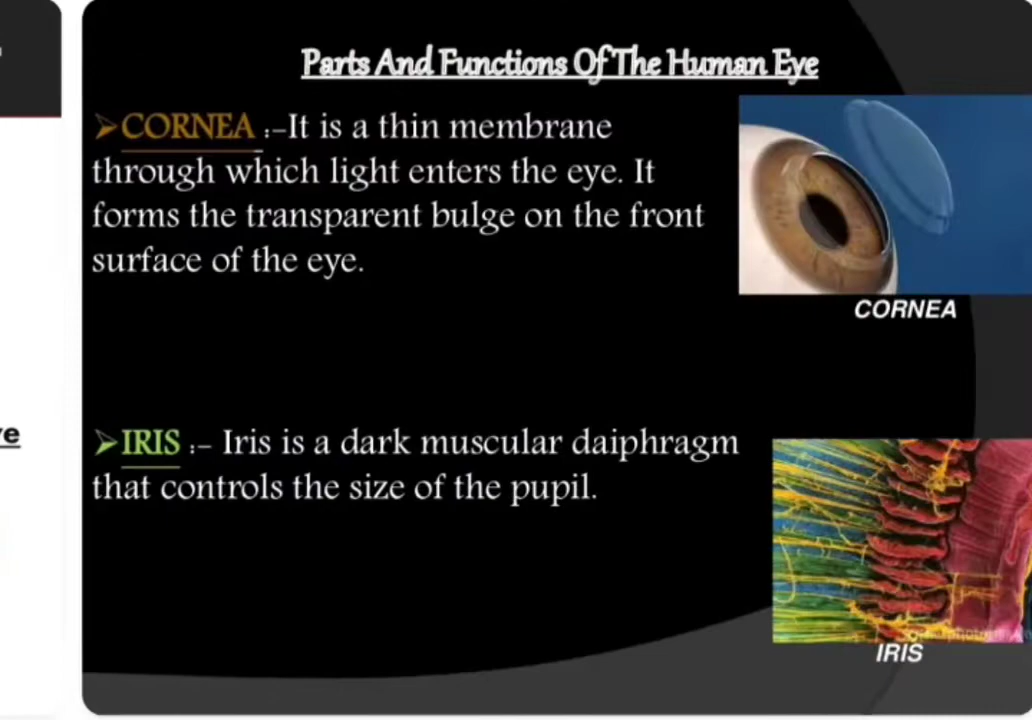 Parts And Functions Of The Human Eye
➢CORNEA :-It is a thin membrane
through which light enters the eye. It
forms the transparent bulge on the front
surface of the eye.
CORNEA
➢IRIS :- Iris is a dark muscular daiphragm
that controls the size of the pupil.
IRIS